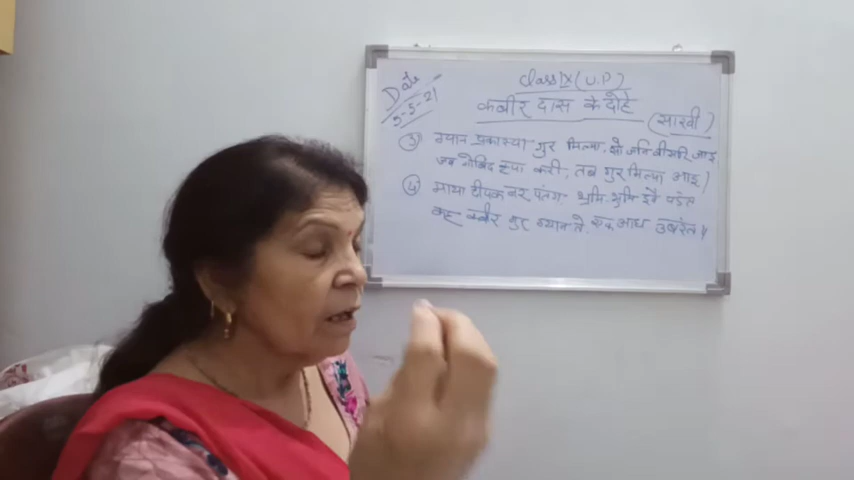 Date
5-5-21
Class IX (U.P)
कबीर दास के दोहे
(साखी)
③ ग्यान प्रकास्या गुर मिल्या, सो जनि बीसरि जाइ
जब गोबिंद कृपा करी, तब गुर मिल्या आइ।
④ माया दीपक नर पतंग, भ्रमि भ्रमि इवै पडंत
कह कबीर गुर ग्यान ते, एक आध उबरंत॥